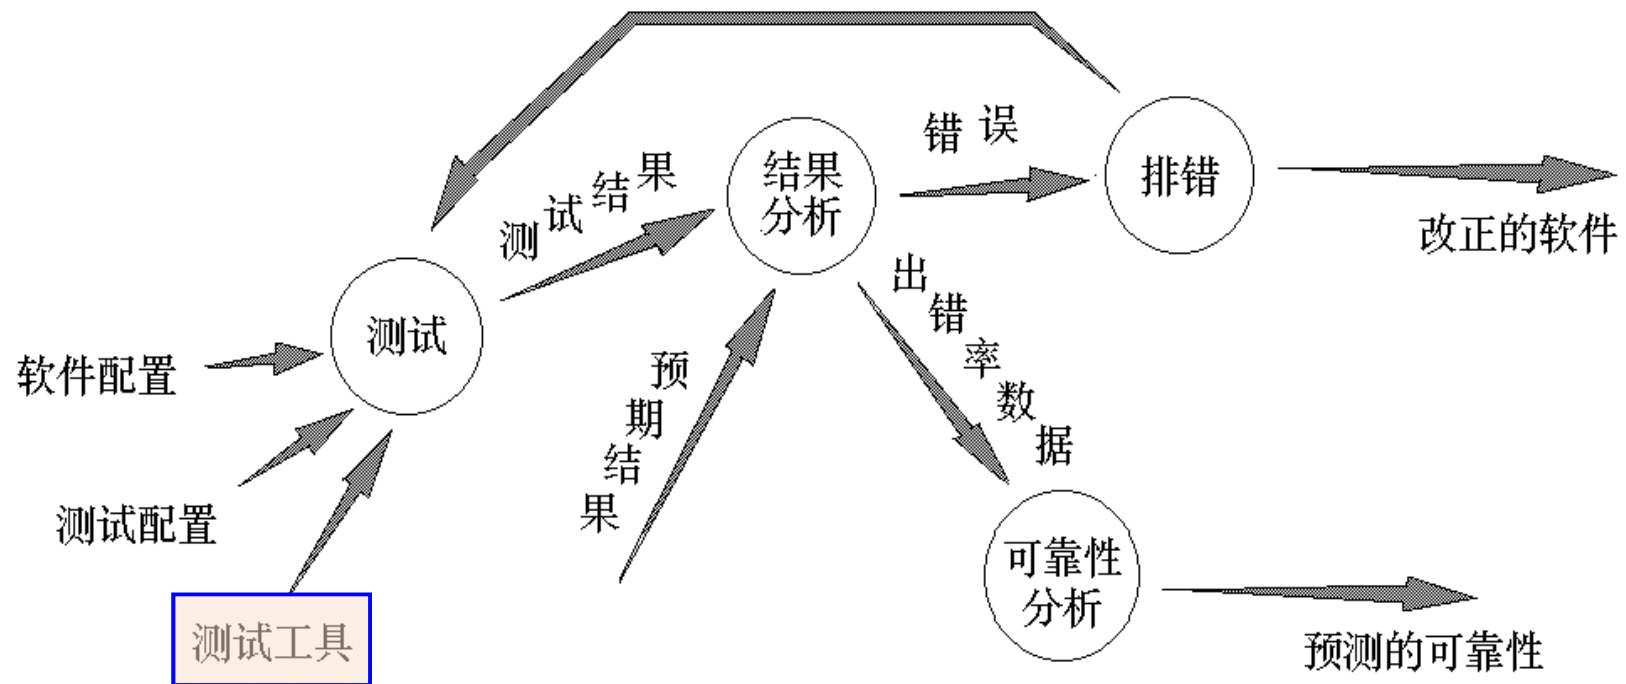 错误
测试结果
结果
分析
排错
改正的软件
出错率数据
测试
软件配置
预期结果
测试配置
可靠性
分析
测试工具
预测的可靠性